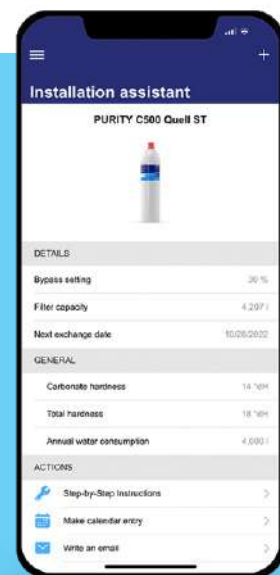 Installation assistant
PURITY C500 Quell ST
DETAILS
Bypass setting 30 %
Filter capacity 4,207 l
Next exchange date 10/26/2022
GENERAL
Carbonate hardness 14 °dH
Total hardness 18 °dH
Annual water consumption 4,000 l
ACTIONS
Step-by-Step Instructions
Make calendar entry
Write an email